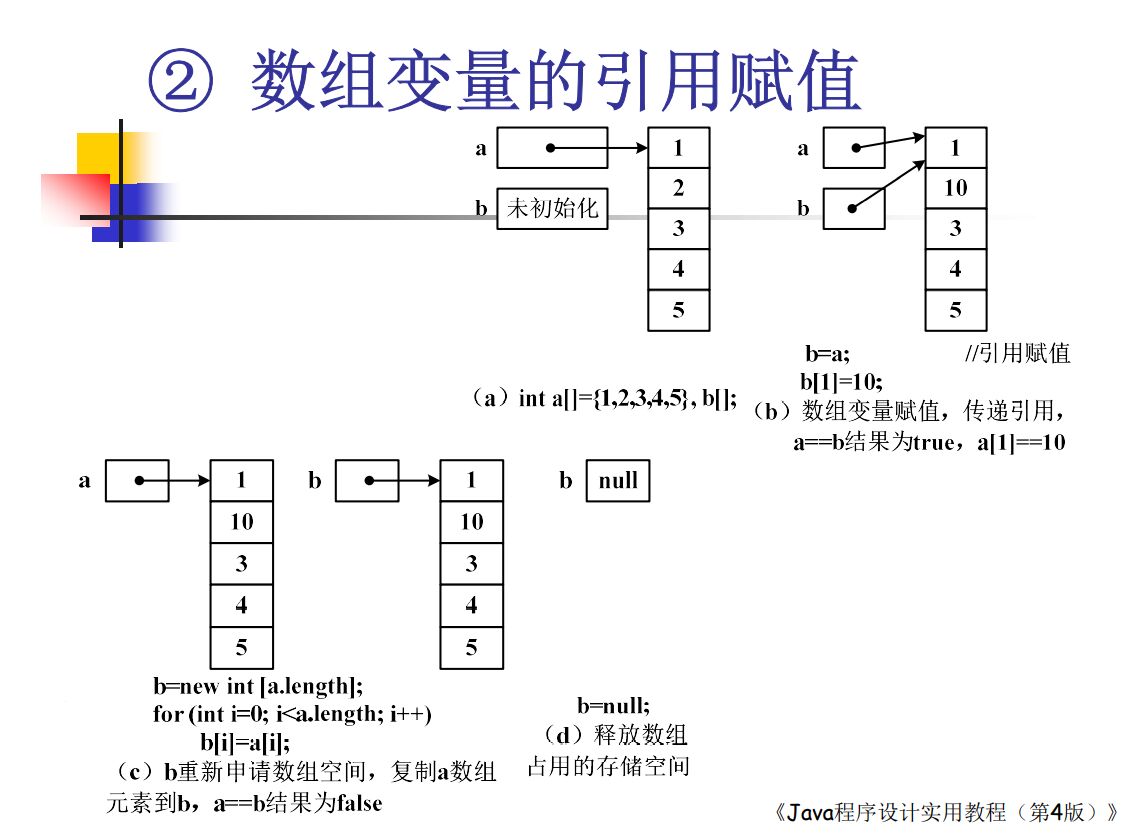 ② 数组变量的引用赋值
a
1
2
3
4
5
b 未初始化
（a）int a[]={1,2,3,4,5}, b[];
a
1
10
3
4
5
b
b=a; //引用赋值
b[1]=10;
（b）数组变量赋值，传递引用，
a==b结果为true，a[1]==10
a
1
10
3
4
5
b
1
10
3
4
5
b=new int [a.length];
for (int i=0; i<a.length; i++)
b[i]=a[i];
（c）b重新申请数组空间，复制a数组
元素到b，a==b结果为false
b null
b=null;
（d）释放数组
占用的存储空间
《Java程序设计实用教程（第4版）》